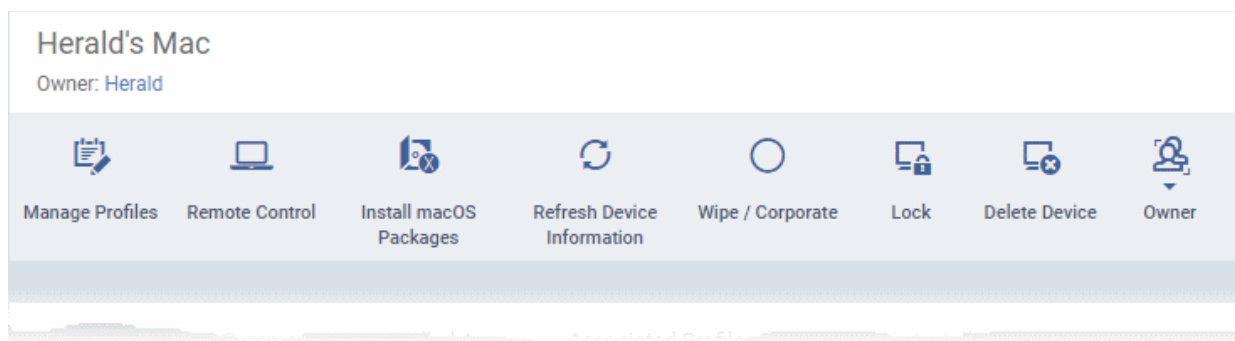 Herald's Mac
Owner: Herald
Manage Profiles
Remote Control
Install macOS
Packages
Refresh Device
Information
Wipe / Corporate
Lock
Delete Device
Owner